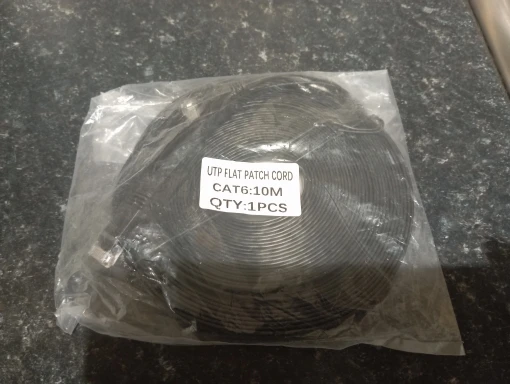 UTP FLAT PATCH CORD
CAT6:10M
QTY:1PCS